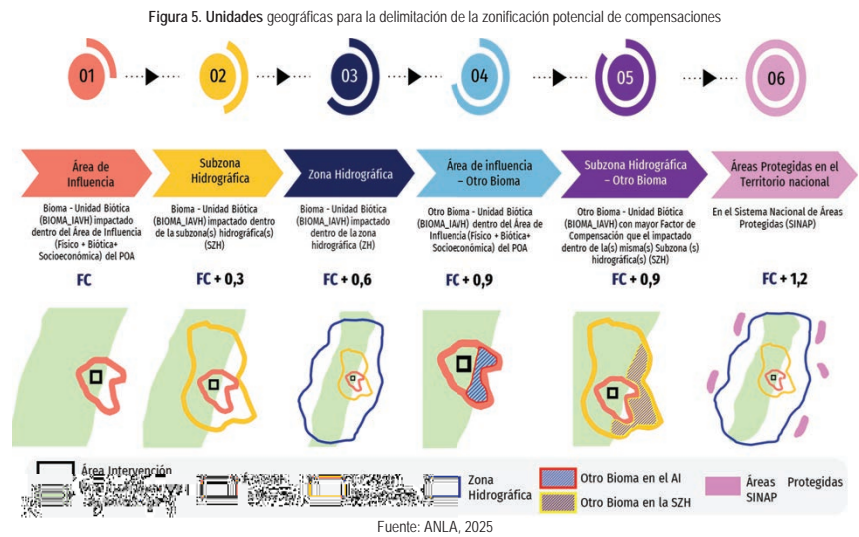 Figura 5. Unidades geográficas para la delimitación de la zonificación potencial de compensaciones
01
02
03
04
05
06
Área de
Influencia
Bioma - Unidad Biótica
(BIOMA_IAVH) impactado
dentro del Área de Influencia
(Físico + Biótica+
Socioeconómica) del POA
FC
Subzona
Hidrográfica
Bioma - Unidad Biótica
(BIOMA_IAVH) impactado dentro
de la subzona(s) hidrográfica(s)
(SZH)
FC + 0,3
Zona Hidrográfica
Bioma - Unidad Biótica
(BIOMA_IAVH) impactado
dentro de la zona
hidrográfica (ZH)
FC + 0,6
Área de influencia
– Otro Bioma
Otro Bioma - Unidad Biótica
(BIOMA_IAVH) dentro del Área de
Influencia (Físico + Biótica+
Socioeconómica) del POA
FC + 0,9
Subzona Hidrográfica
– Otro Bioma
Otro Bioma - Unidad Biótica
(BIOMA_IAVH) con mayor Factor de
Compensación que el impactado
dentro de la(s) misma(s) Subzona (s)
hidrográfica(s) (SZH)
FC + 0,9
Áreas Protegidas en el
Territorio nacional
En el Sistema Nacional de Áreas
Protegidas (SINAP)
FC + 1,2
Área Intervención
Zona
Hidrográfica
Otro Bioma en el AI
Otro Bioma en la SZH
Áreas Protegidas
SINAP
Fuente: ANLA, 2025